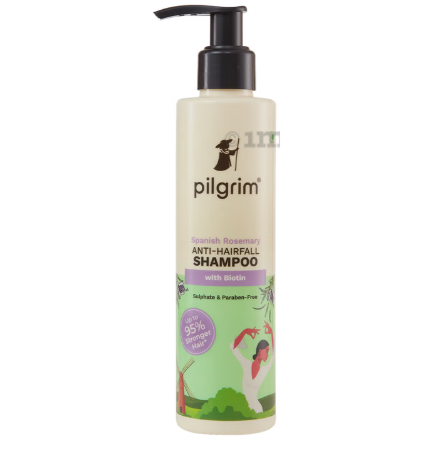 pilgrim®
Spanish Rosemary
ANTI-HAIRFALL
SHAMPOO
with Biotin
Sulphate & Paraben-Free
Up to
95%
Stronger
Hair*